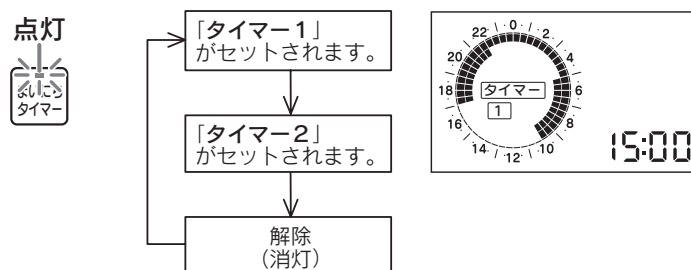 点灯
まいにち
タイマー
「タイマー1」
がセットされます。
「タイマー2」
がセットされます。
解除
(消灯)
0
2
4
6
8
10
12
14
16
18
20
22
タイマー
1
15:00